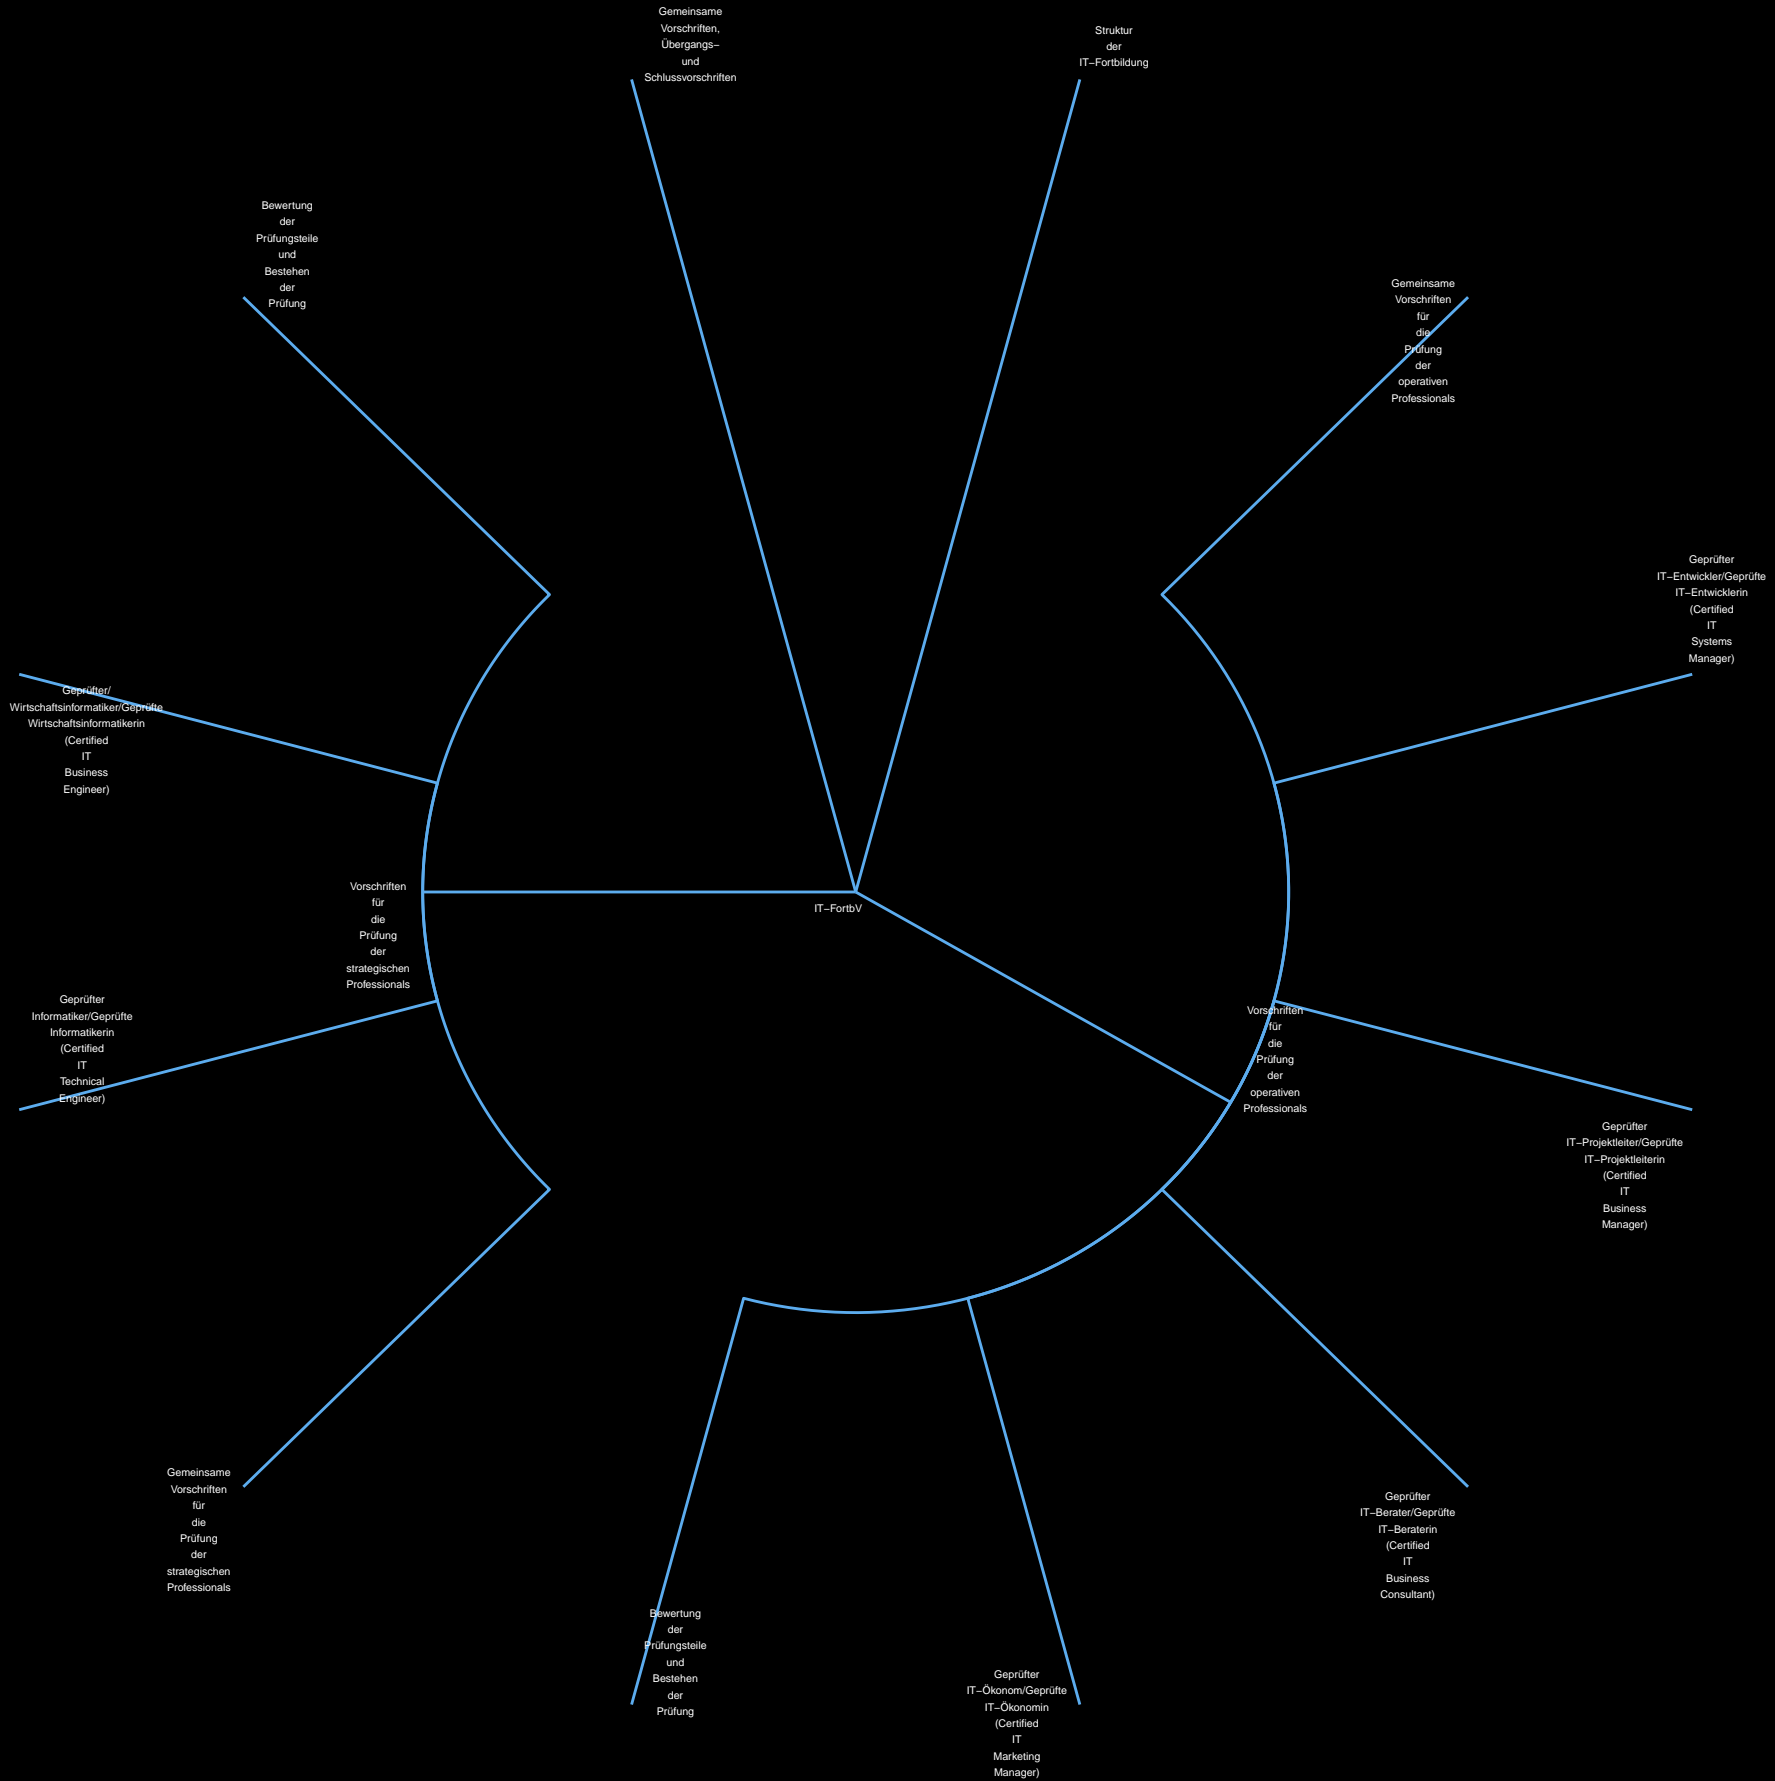 Gemeinsame
Vorschriften,
Übergangs–
und
Schlussvorschriften
Struktur
der
IT–Fortbildung
Bewertung
der
Prüfungsteile
und
Bestehen
der
Prüfung
Gemeinsame
Vorschriften
für
die
Prüfung
der
operativen
Professionals
Geprüfter
IT–Entwickler/Geprüfte
IT–Entwicklerin
(Certified
IT
Systems
Manager)
Geprüfter/
Wirtschaftsinformatiker/Geprüfte
Wirtschaftsinformatikerin
(Certified
IT
Business
Engineer)
Vorschriften
für
die
Prüfung
der
strategischen
Professionals
IT–FortbV
Geprüfter
Informatiker/Geprüfte
Informatikerin
(Certified
IT
Technical
Engineer)
Vorschriften
für
die
Prüfung
der
operativen
Professionals
Geprüfter
IT–Projektleiter/Geprüfte
IT–Projektleiterin
(Certified
IT
Business
Manager)
Gemeinsame
Vorschriften
für
die
Prüfung
der
strategischen
Professionals
Geprüfter
IT–Berater/Geprüfte
IT–Beraterin
(Certified
IT
Business
Consultant)
Bewertung
der
Prüfungsteile
und
Bestehen
der
Prüfung
Geprüfter
IT–Ökonom/Geprüfte
IT–Ökonomin
(Certified
IT
Marketing
Manager)